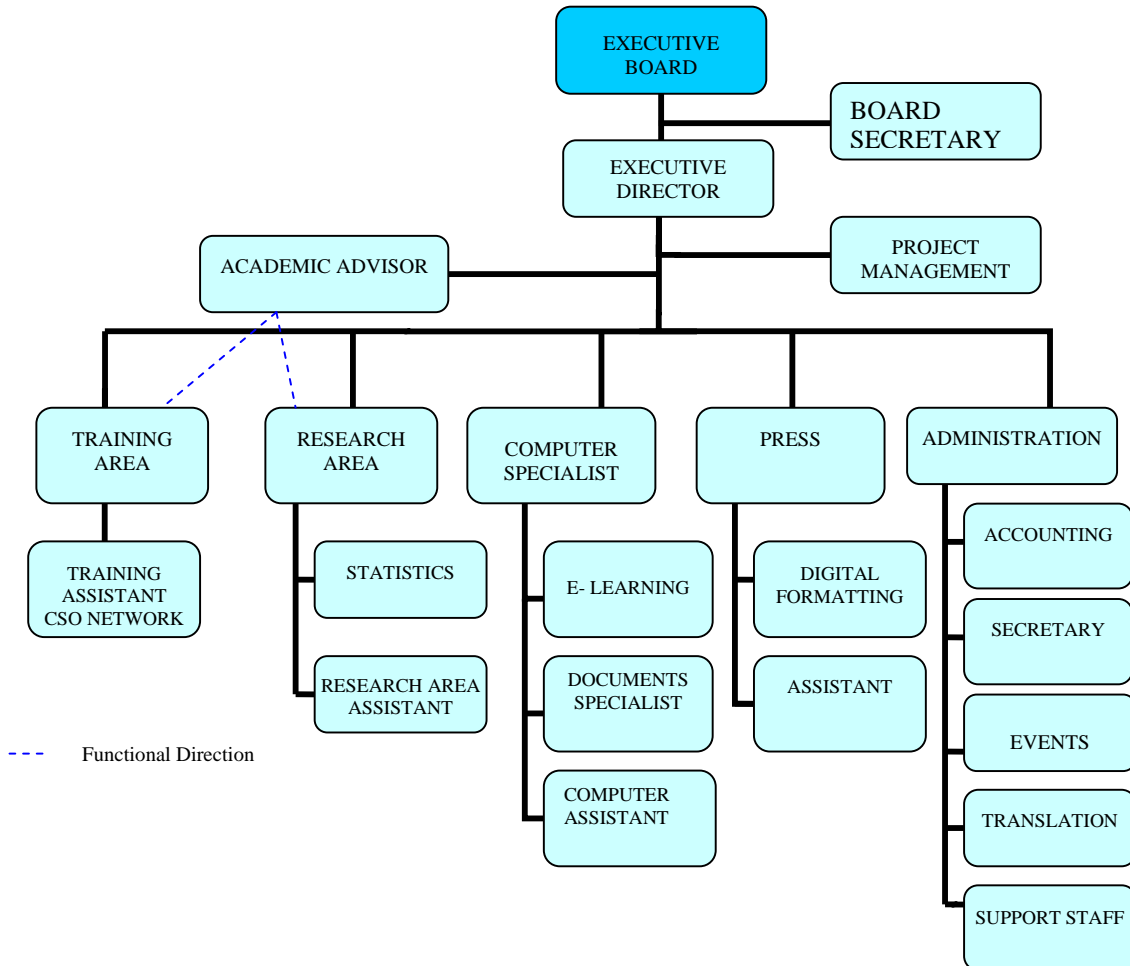 EXECUTIVE
BOARD
BOARD
SECRETARY
EXECUTIVE
DIRECTOR
PROJECT
MANAGEMENT
ACADEMIC ADVISOR
TRAINING
AREA
RESEARCH
AREA
COMPUTER
SPECIALIST
PRESS
ADMINISTRATION
TRAINING
ASSISTANT
CSO NETWORK
STATISTICS
RESEARCH AREA
ASSISTANT
E- LEARNING
DOCUMENTS
SPECIALIST
COMPUTER
ASSISTANT
DIGITAL
FORMATTING
ASSISTANT
ACCOUNTING
SECRETARY
EVENTS
TRANSLATION
SUPPORT STAFF
Functional Direction